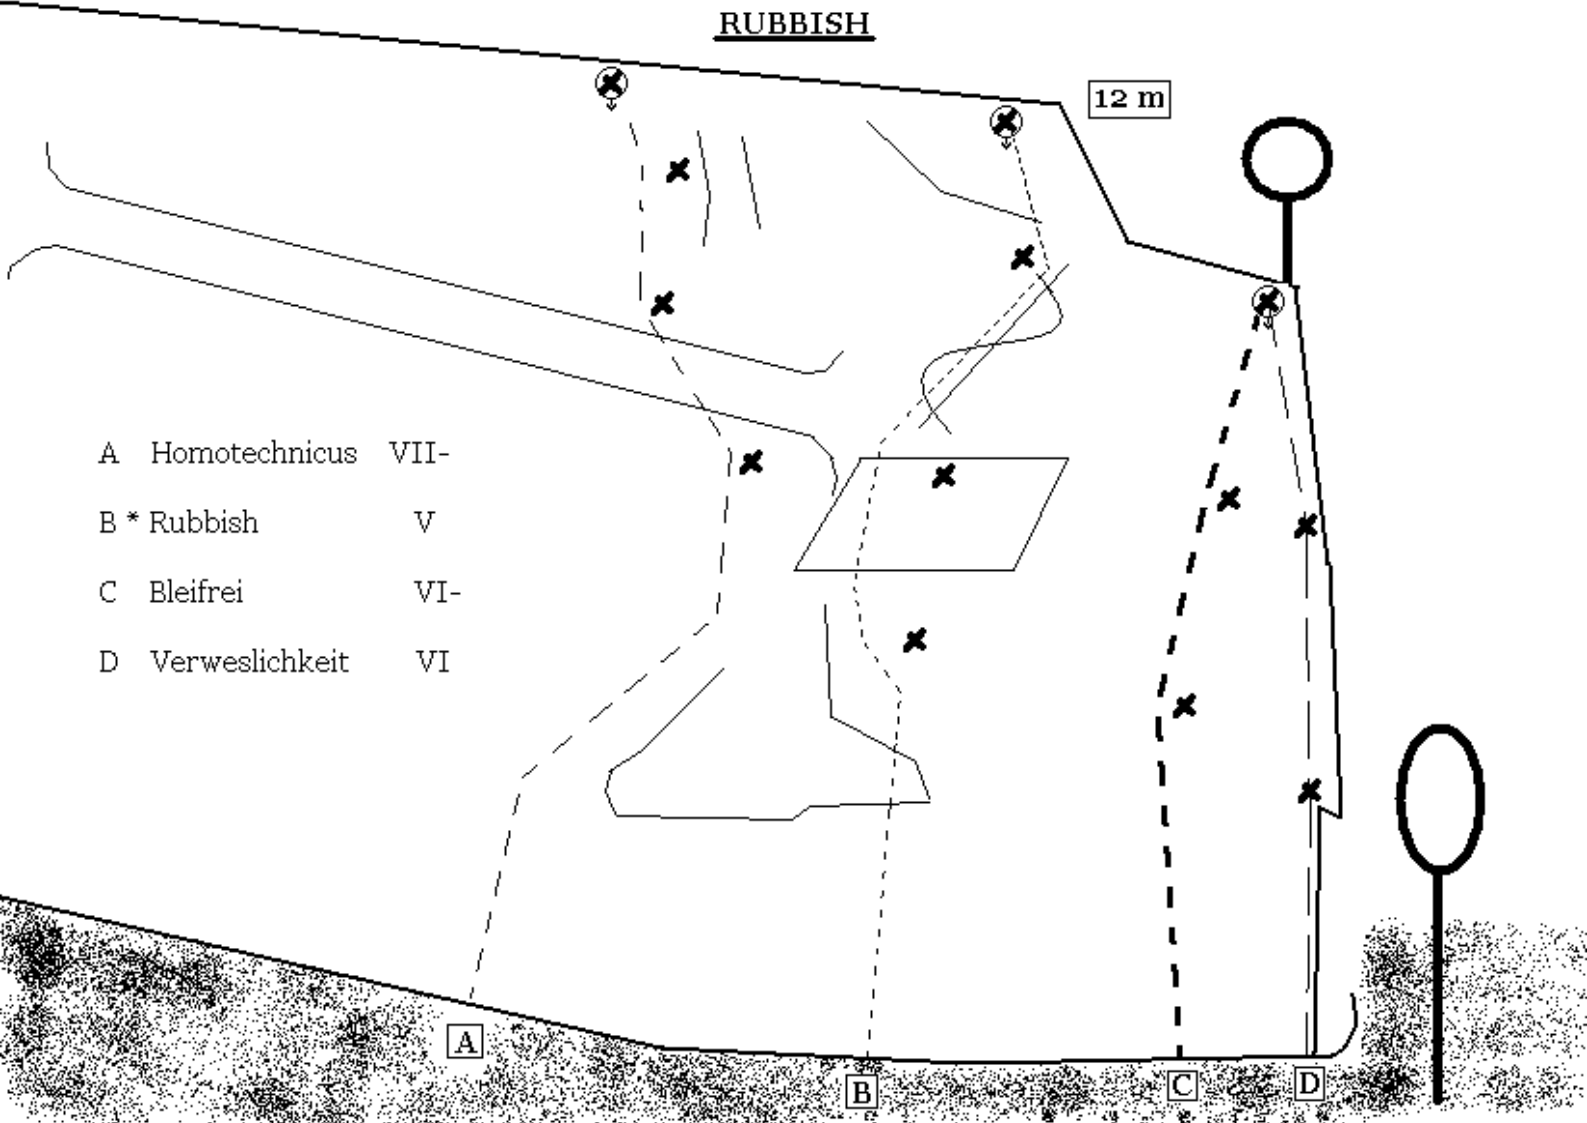 RUBBISH
12 m
A Homotechnicus VII-
B * Rubbish V
C Bleifrei VI-
D Verweslichkeit VI
A
B
C
D